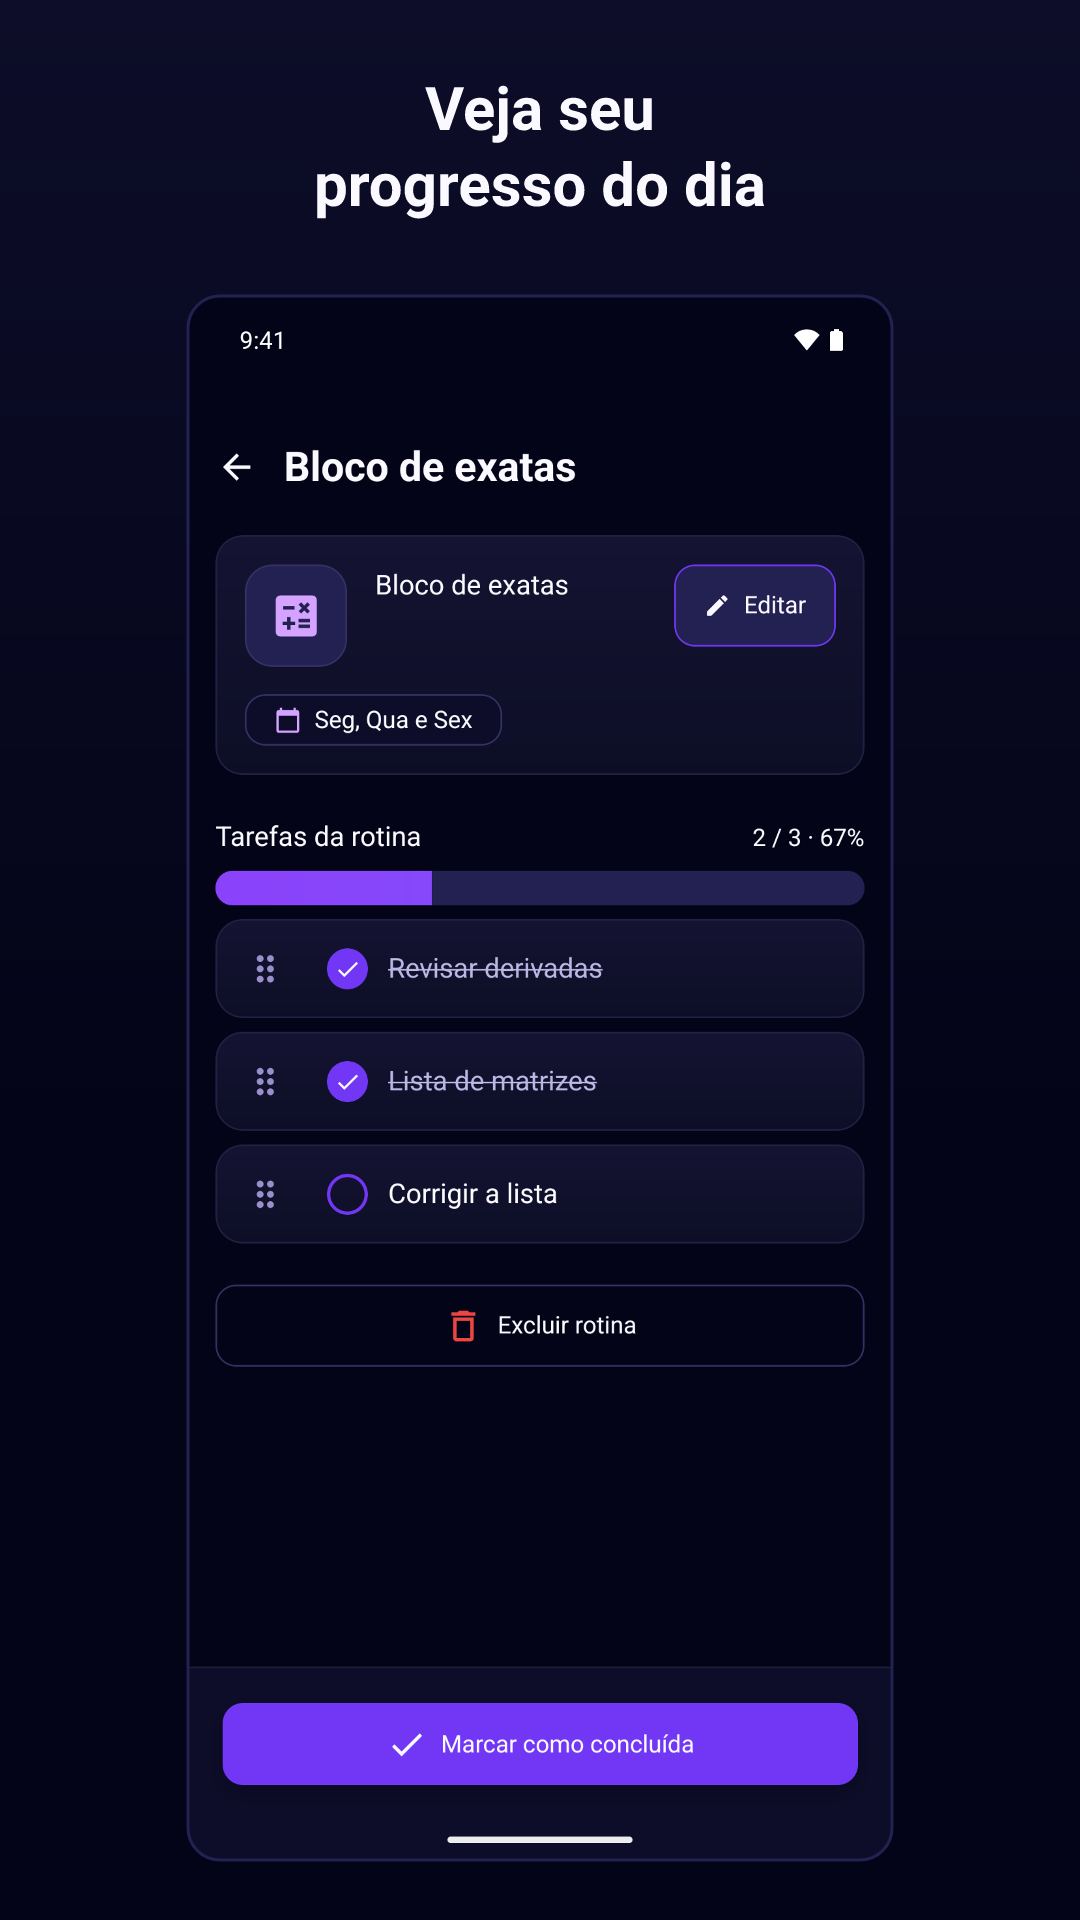 Veja seu
progresso do dia
9:41
Bloco de exatas
Bloco de exatas
Editar
Seg, Qua e Sex
Tarefas da rotina
2 / 3 · 67%
Revisar derivadas
Lista de matrizes
Corrigir a lista
Excluir rotina
Marcar como concluída